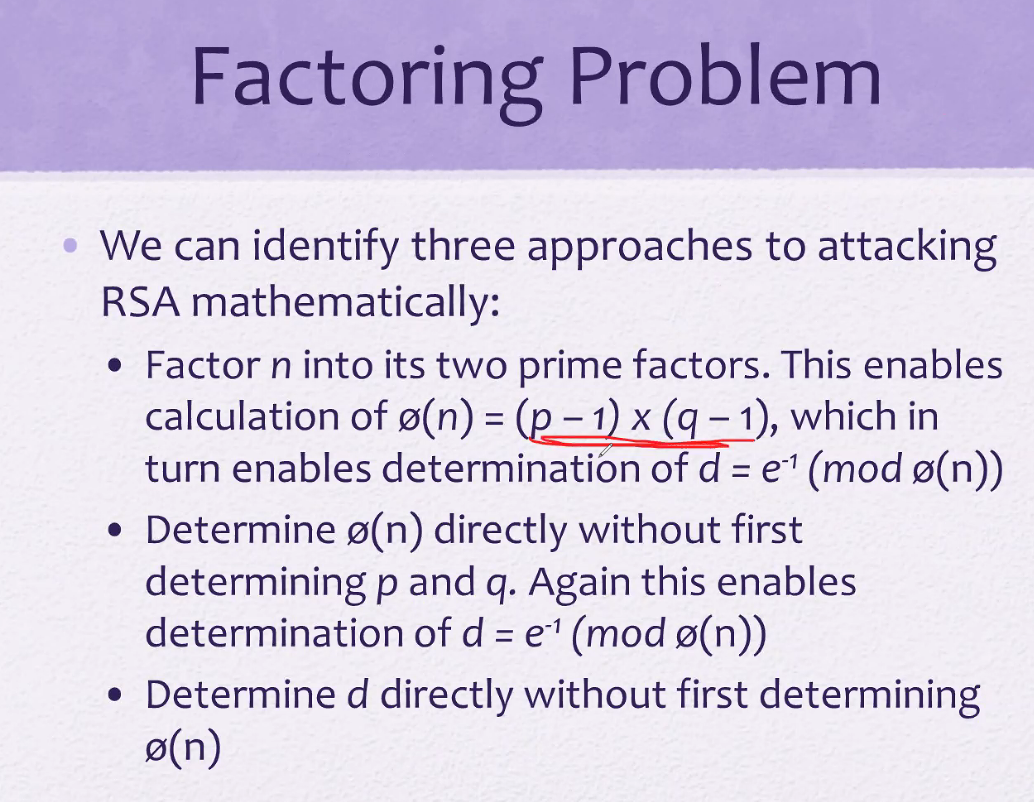 Factoring Problem
• We can identify three approaches to attacking
RSA mathematically:
• Factor n into its two prime factors. This enables
calculation of ø(n) = (p – 1) x (q – 1), which in
turn enables determination of d = e⁻¹ (mod ø(n))
• Determine ø(n) directly without first
determining p and q. Again this enables
determination of d = e⁻¹ (mod ø(n))
• Determine d directly without first determining
ø(n)